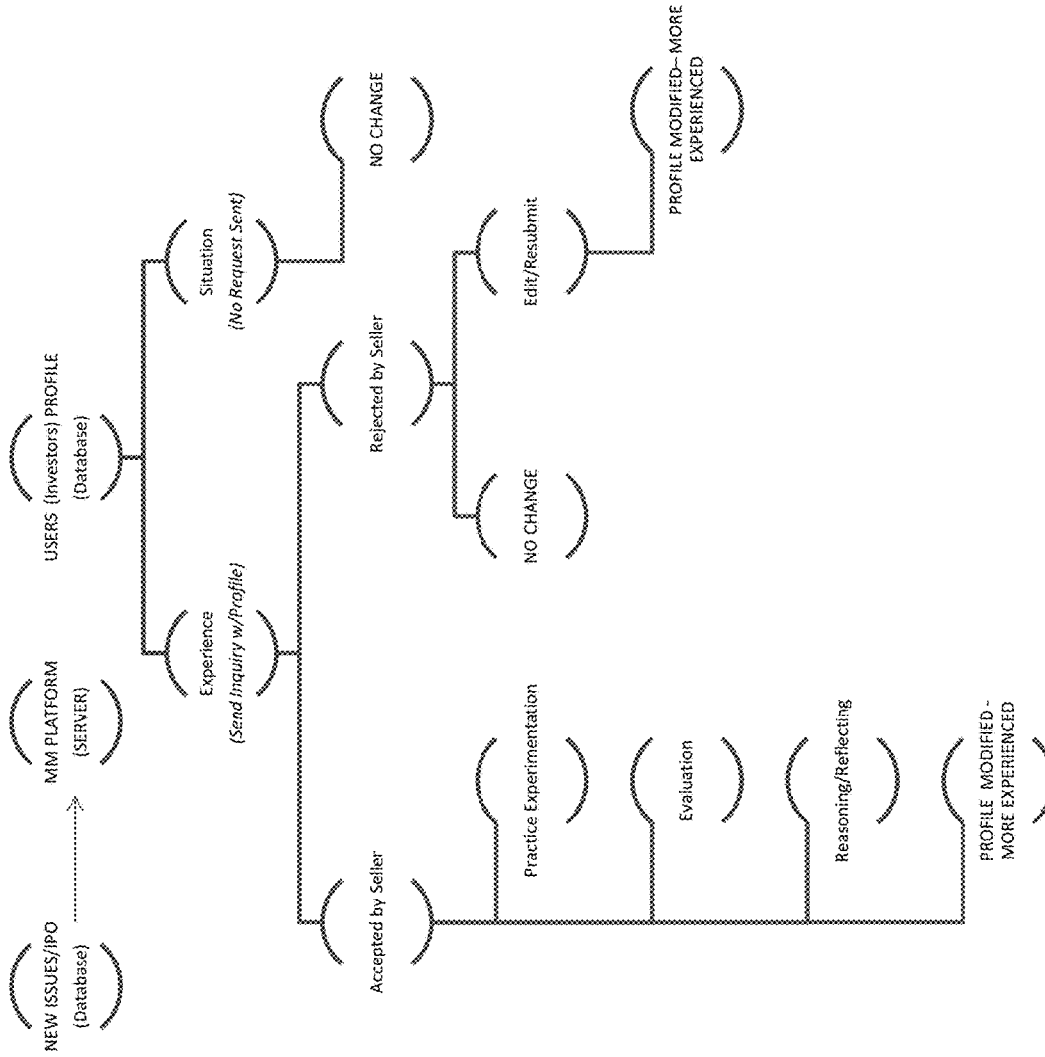 NEW ISSUES/IPO
(Database)
MM PLATFORM
(SERVER)
USERS (Investors) PROFILE
(Database)
Experience
(Send Inquiry w/Profile)
Situation
(No Request Sent)
Accepted by Seller
Rejected by Seller
NO CHANGE
Practice Experimentation
NO CHANGE
Edit/Resubmit
Evaluation
PROFILE MODIFIED– MORE
EXPERIENCED
Reasoning/Reflecting
PROFILE MODIFIED -
MORE EXPERIENCED